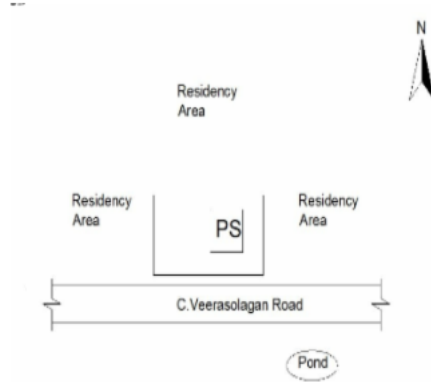 N
Residency
Area
Residency
Area
Residency
Area
PS
C.Veerasolagan Road
Pond